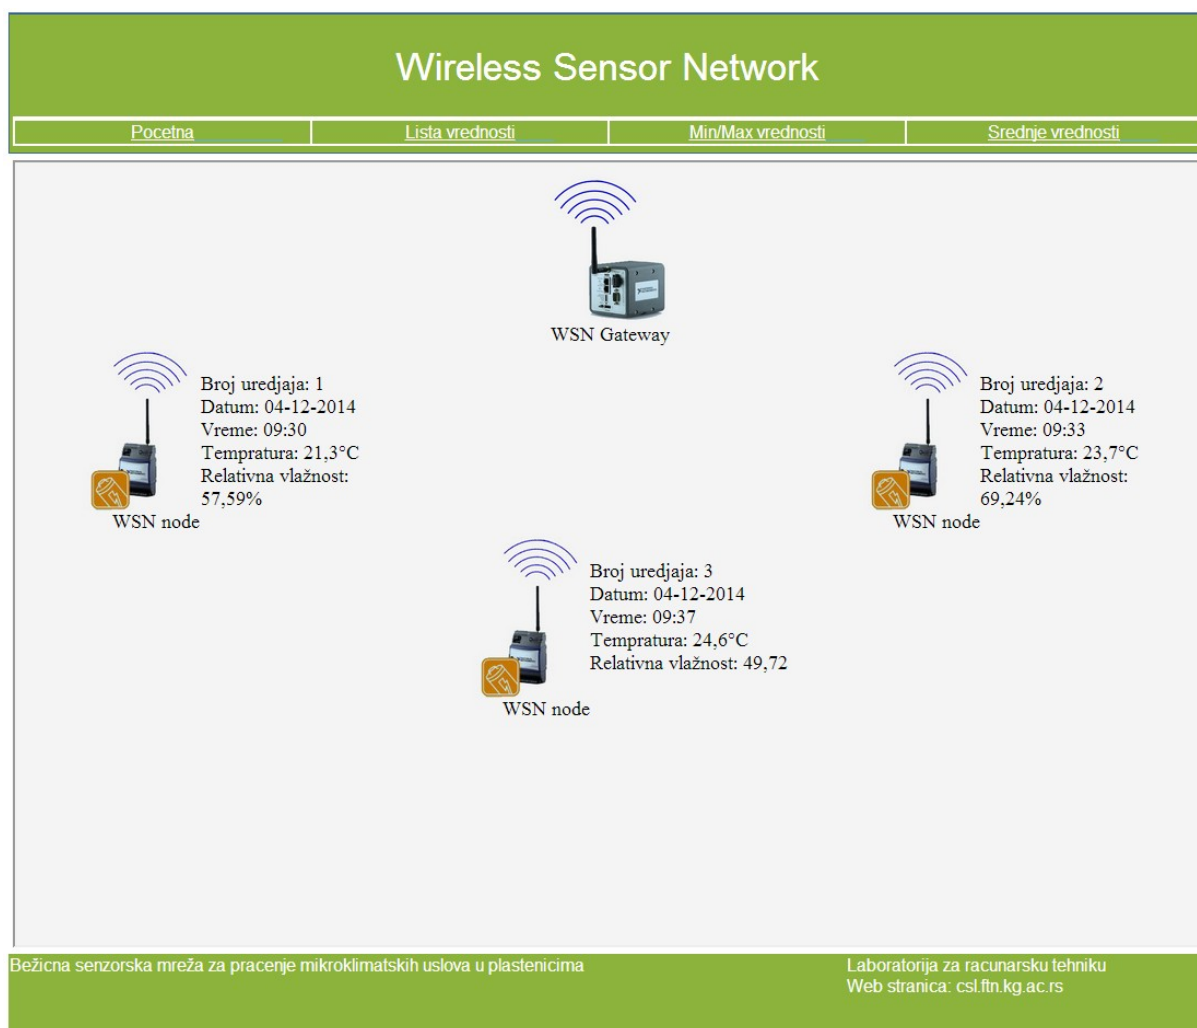 Wireless Sensor Network
Pocetna
Lista vrednosti
Min/Max vrednosti
Srednje vrednosti
WSN Gateway
Broj uredjaja: 1
Datum: 04-12-2014
Vreme: 09:30
Tempratura: 21,3°C
Relativna vlažnost:
57,59%
WSN node
Broj uredjaja: 2
Datum: 04-12-2014
Vreme: 09:33
Tempratura: 23,7°C
Relativna vlažnost:
69,24%
WSN node
Broj uredjaja: 3
Datum: 04-12-2014
Vreme: 09:37
Tempratura: 24,6°C
Relativna vlažnost: 49,72
WSN node
Bežicna senzorska mreža za pracenje mikroklimatskih uslova u plastenicima
Laboratorija za racunarsku tehniku
Web stranica: csl.ftn.kg.ac.rs